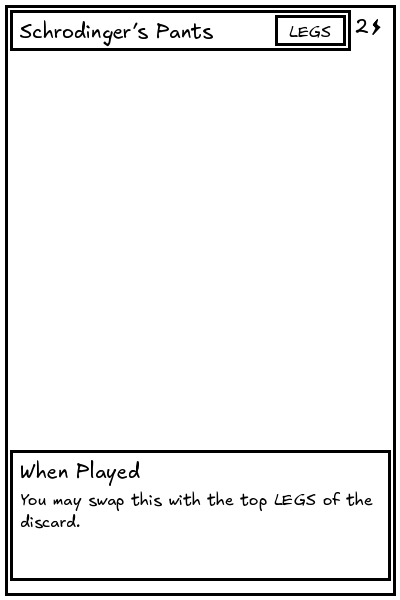 Schrodinger's Pants
LEGS
2⚡
When Played
You may swap this with the top LEGS of the
discard.